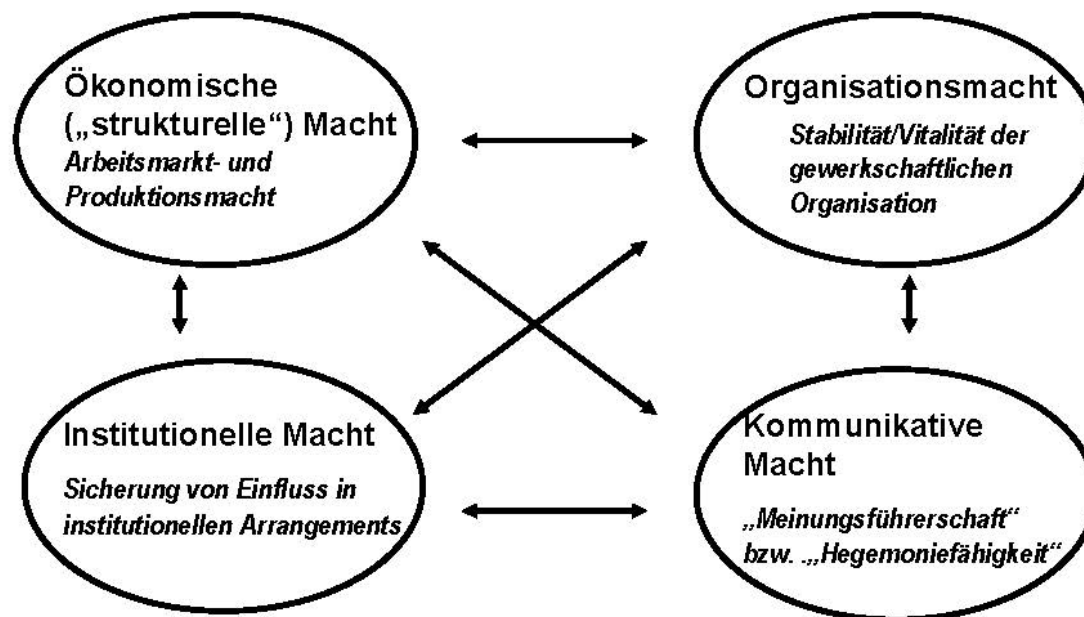 Ökonomische
(„strukturelle“) Macht
Arbeitsmarkt- und
Produktionsmacht
Organisationsmacht
Stabilität/Vitalität der
gewerkschaftlichen
Organisation
Institutionelle Macht
Sicherung von Einfluss in
institutionellen Arrangements
Kommunikative
Macht
„Meinungsführerschaft“
bzw. .„Hegemoniefähigkeit“